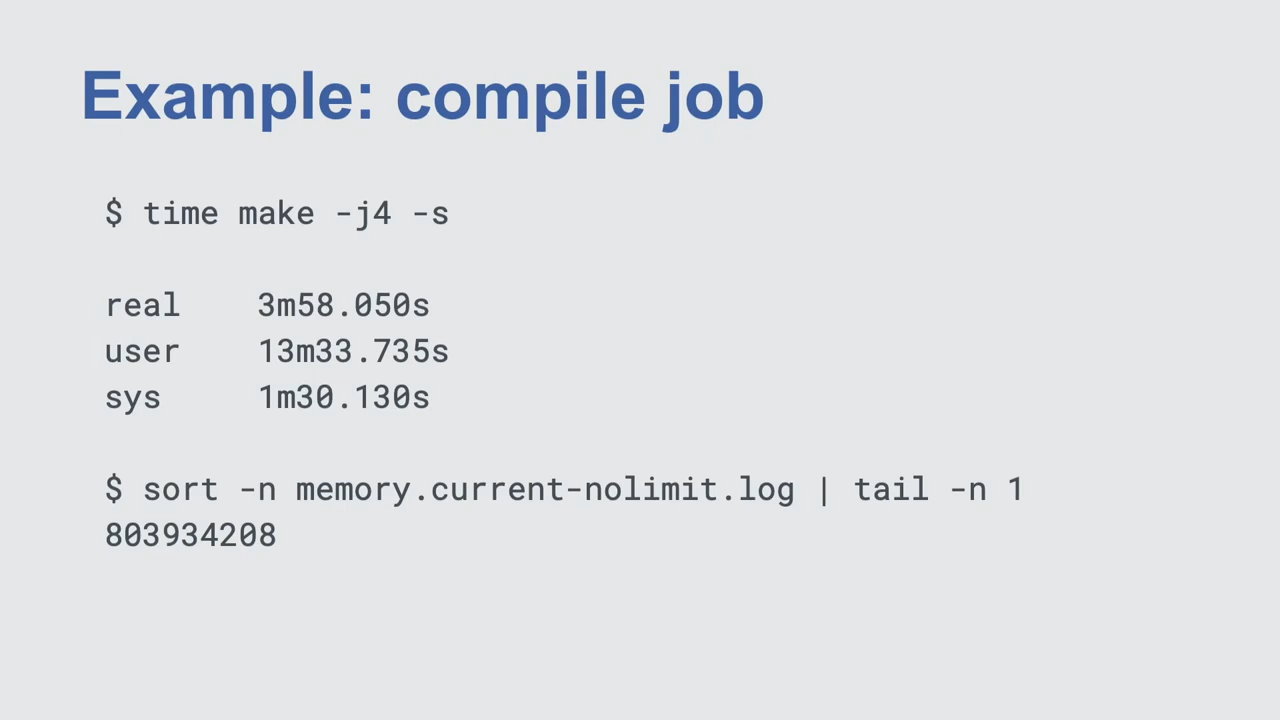 Example: compile job
$ time make -j4 -s
real 3m58.050s
user 13m33.735s
sys 1m30.130s
$ sort -n memory.current-nolimit.log | tail -n 1
803934208